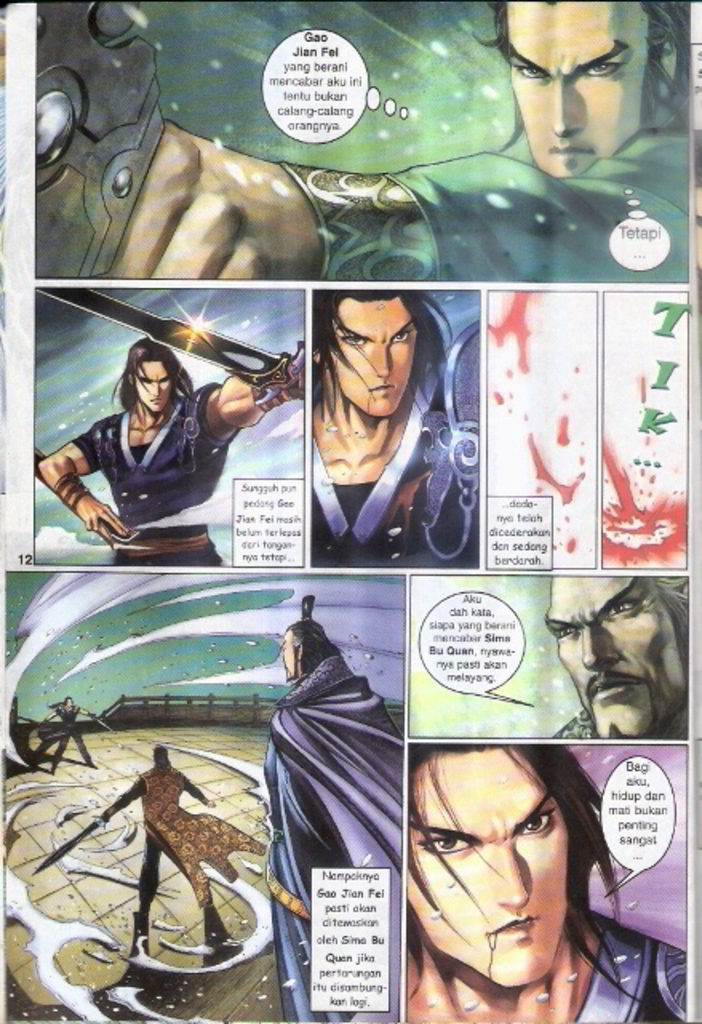 Gao
Jian Fei
yang berani
mencabar aku ini
tentu bukan
calang-calang
orangnya.
Tetapi
...
Sungguh pun
pedang Gao
Jian Fei masih
belum terlepas
dari tangan-
nya tetapi...
...dada-
nya telah
dicederakan
dan sedang
berdarah.
TIK...
12
Aku
dah kata,
siapa yang berani
mencabar Sima
Bu Quan, nyawa-
nya pasti akan
melayang.
Nampaknya
Gao Jian Fei
pasti akan
ditewaskan
oleh Sima Bu
Quan jika
pertarungan
itu disambung-
kan lagi.
Bagi
aku,
hidup dan
mati bukan
penting
sangat
...